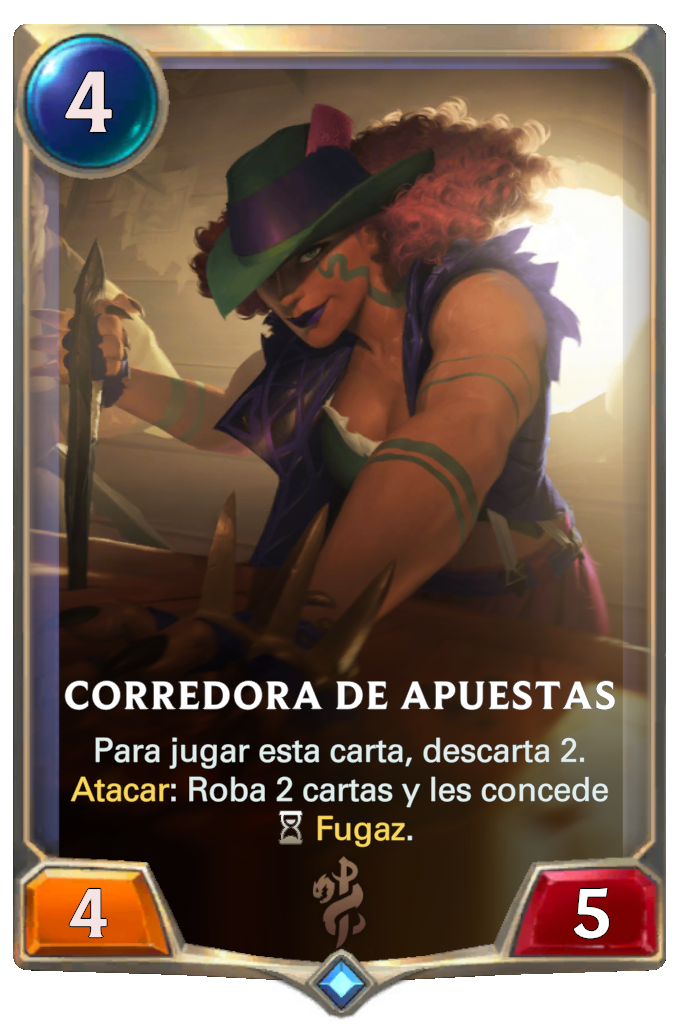 4
CORREDORA DE APUESTAS
Para jugar esta carta, descarta 2.
Atacar: Roba 2 cartas y les concede
Fugaz.
4
5